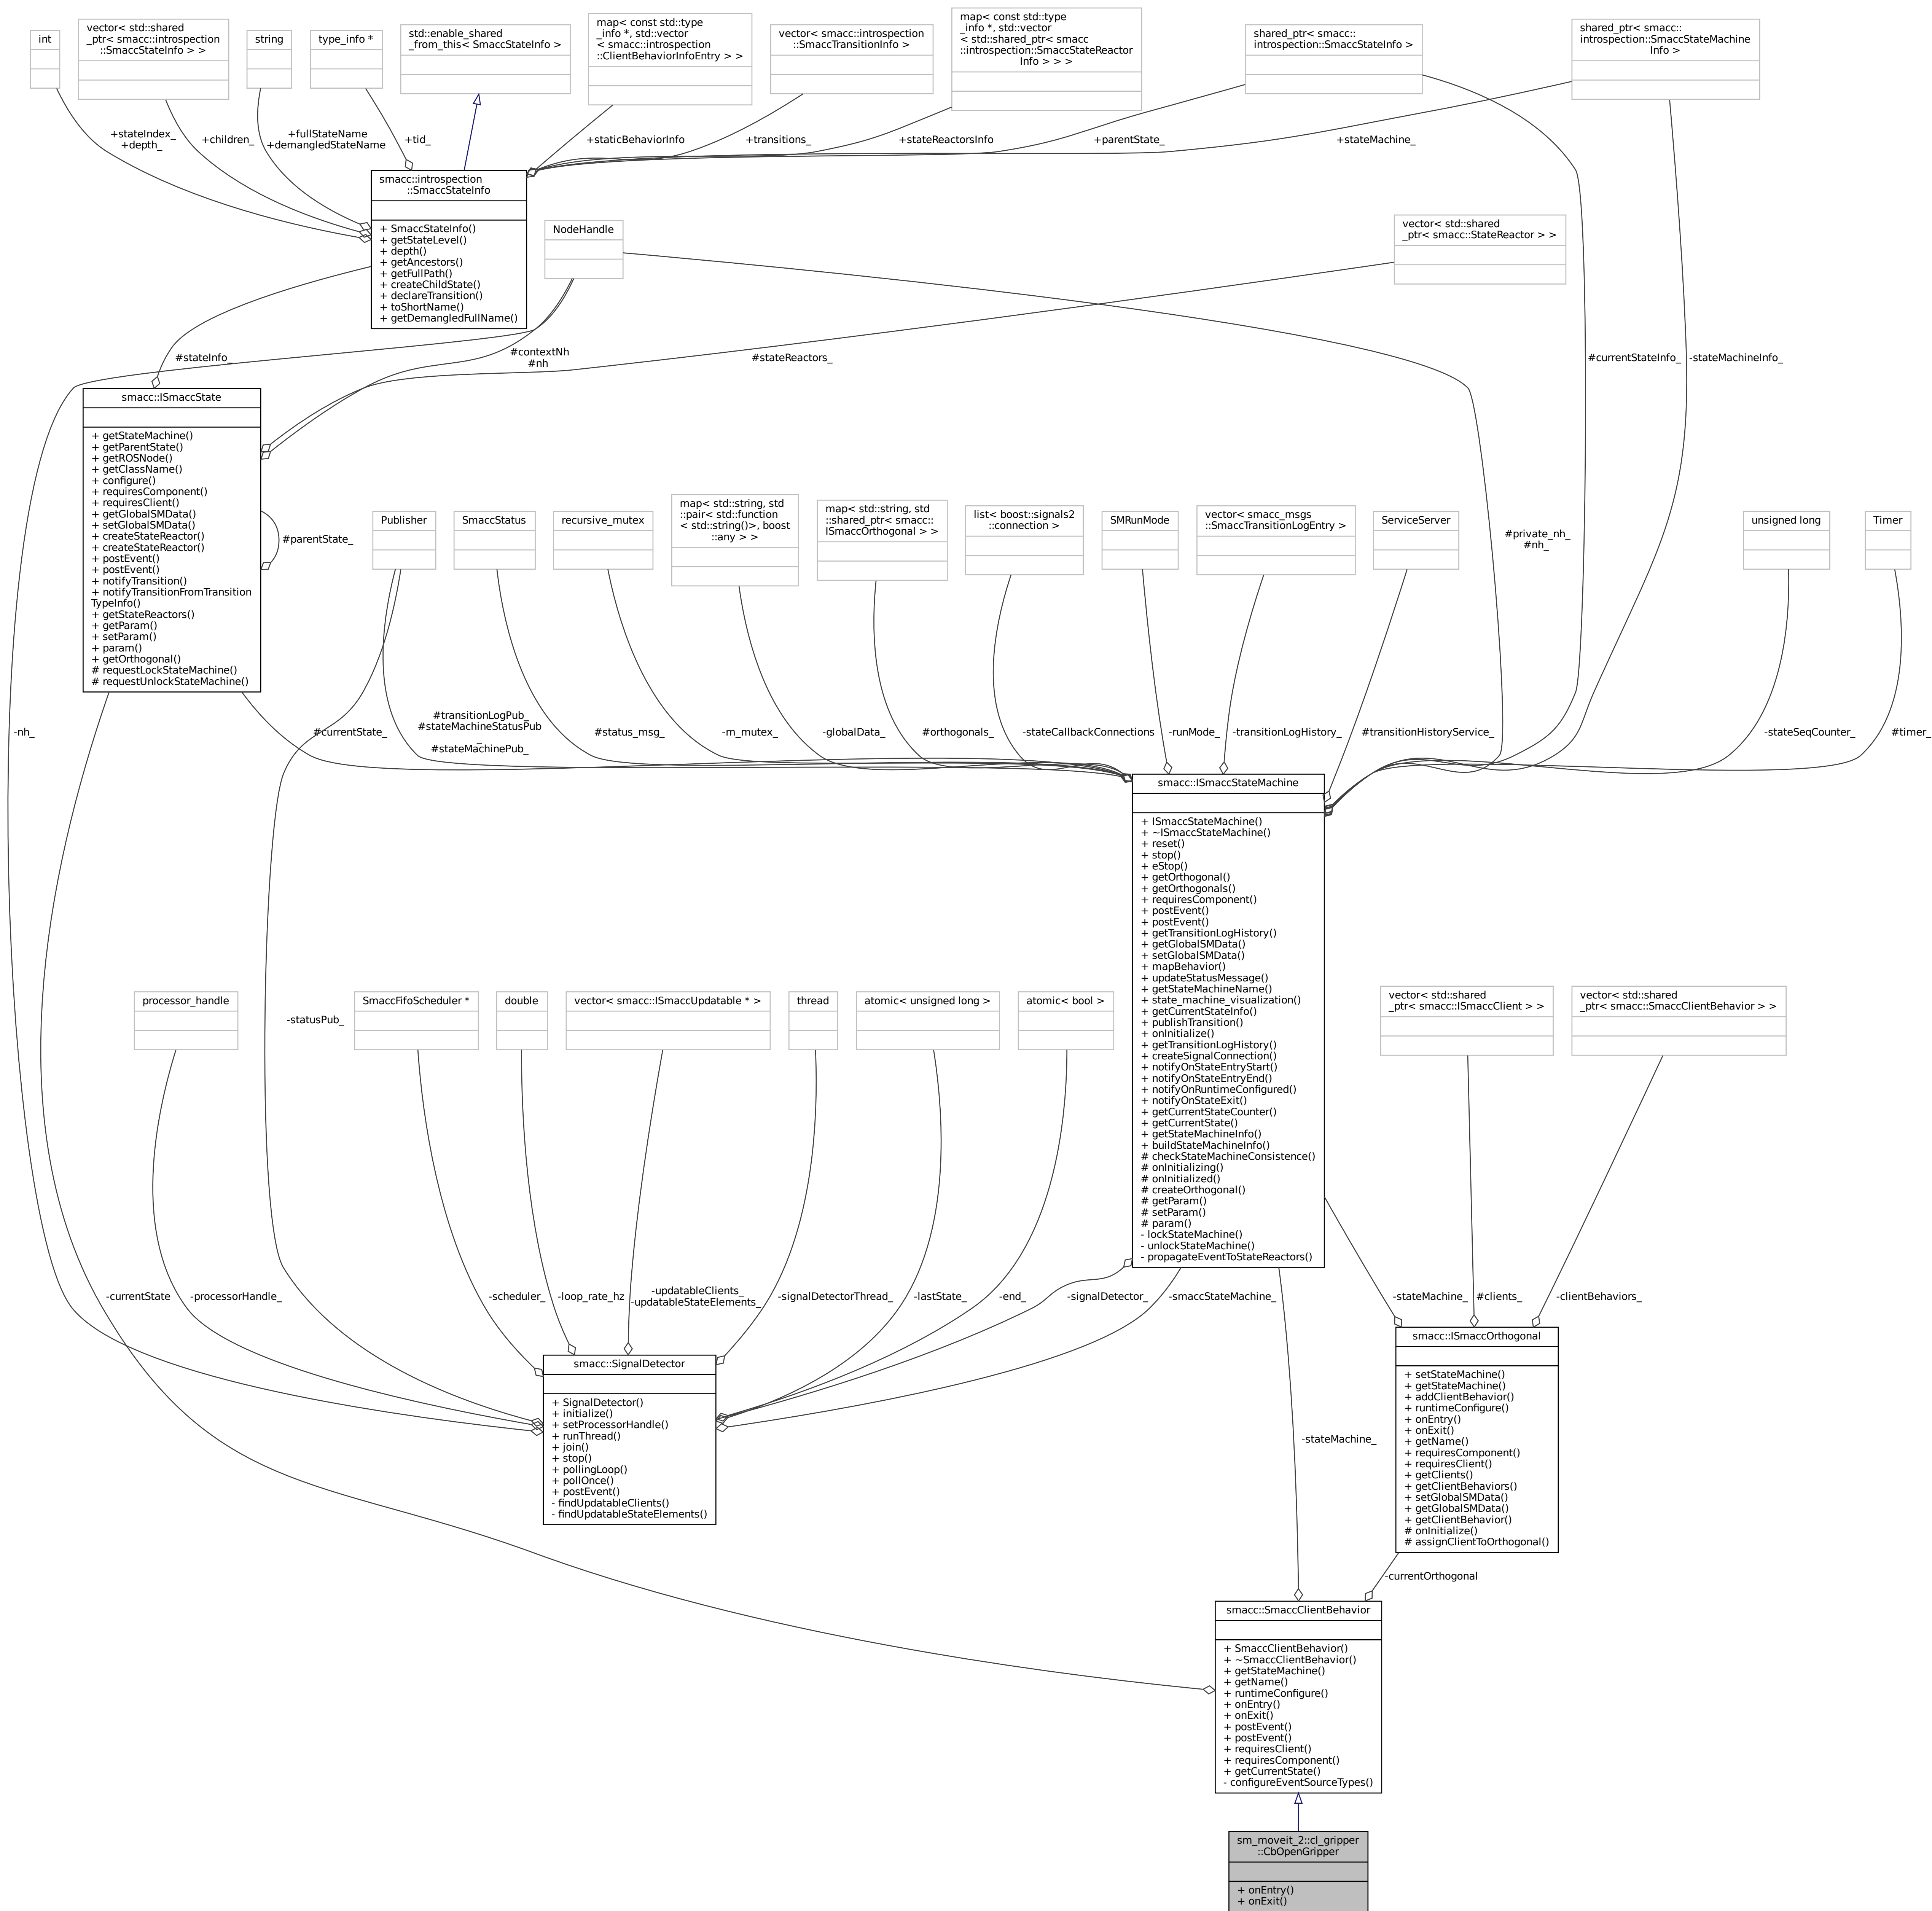 int
vector< std::shared
_ptr< smacc::introspection
::SmaccStateInfo > >
string
type_info *
std::enable_shared
_from_this< SmaccStateInfo >
map< const std::type
_info *, std::vector
< smacc::introspection
::ClientBehaviorInfoEntry > >
vector< smacc::introspection
::SmaccTransitionInfo >
map< const std::type
_info *, std::vector
< std::shared_ptr< smacc
::introspection::SmaccStateReactor
Info > > >
shared_ptr< smacc::
introspection::SmaccStateInfo >
shared_ptr< smacc::
introspection::SmaccStateMachine
Info >
+stateIndex_
+depth_
+children_
+fullStateName
+demangledStateName
+tid_
+staticBehaviorInfo
+transitions_
+stateReactorsInfo
+parentState_
+stateMachine_
smacc::introspection
::SmaccStateInfo
+ SmaccStateInfo()
+ getStateLevel()
+ depth()
+ getAncestors()
+ getFullPath()
+ createChildState()
+ declareTransition()
+ toShortName()
+ getDemangledFullName()
NodeHandle
vector< std::shared
_ptr< smacc::StateReactor > >
#stateInfo_
#contextNh
#nh
#stateReactors_
#currentStateInfo_
-stateMachineInfo_
smacc::ISmaccState
+ getStateMachine()
+ getParentState()
+ getROSNode()
+ getClassName()
+ configure()
+ requiresComponent()
+ requiresClient()
+ getGlobalSMData()
+ setGlobalSMData()
+ createStateReactor()
+ createStateReactor()
+ postEvent()
+ postEvent()
+ notifyTransition()
+ notifyTransitionFromTransition
TypeInfo()
+ getStateReactors()
+ getParam()
+ setParam()
+ param()
+ getOrthogonal()
# requestLockStateMachine()
# requestUnlockStateMachine()
#parentState_
Publisher
SmaccStatus
recursive_mutex
map< std::string, std
::pair< std::function
< std::string()>, boost
::any > >
map< std::string, std
::shared_ptr< smacc::
ISmaccOrthogonal > >
list< boost::signals2
::connection >
SMRunMode
vector< smacc_msgs
::SmaccTransitionLogEntry >
ServiceServer
#private_nh_
#nh_
unsigned long
Timer
-nh_
#currentState_
#transitionLogPub_
#stateMachineStatusPub
_
#stateMachinePub_
#status_msg_
-m_mutex_
-globalData_
#orthogonals_
-stateCallbackConnections
-runMode_
-transitionLogHistory_
#transitionHistoryService_
-stateSeqCounter_
#timer_
smacc::ISmaccStateMachine
+ ISmaccStateMachine()
+ ~ISmaccStateMachine()
+ reset()
+ stop()
+ eStop()
+ getOrthogonal()
+ getOrthogonals()
+ requiresComponent()
+ postEvent()
+ postEvent()
+ getTransitionLogHistory()
+ getGlobalSMData()
+ setGlobalSMData()
+ mapBehavior()
+ updateStatusMessage()
+ getStateMachineName()
+ state_machine_visualization()
+ getCurrentStateInfo()
+ publishTransition()
+ onInitialize()
+ getTransitionLogHistory()
+ createSignalConnection()
+ notifyOnStateEntryStart()
+ notifyOnStateEntryEnd()
+ notifyOnRuntimeConfigured()
+ notifyOnStateExit()
+ getCurrentStateCounter()
+ getCurrentState()
+ getStateMachineInfo()
+ buildStateMachineInfo()
# checkStateMachineConsistence()
# onInitializing()
# onInitialized()
# createOrthogonal()
# getParam()
# setParam()
# param()
- lockStateMachine()
- unlockStateMachine()
- propagateEventToStateReactors()
processor_handle
-statusPub_
SmaccFifoScheduler *
double
vector< smacc::ISmaccUpdatable * >
thread
atomic< unsigned long >
atomic< bool >
vector< std::shared
_ptr< smacc::ISmaccClient > >
vector< std::shared
_ptr< smacc::SmaccClientBehavior > >
-currentState
-processorHandle_
-scheduler_
-loop_rate_hz
-updatableClients_
-updatableStateElements_
-signalDetectorThread_
-lastState_
-end_
-signalDetector_
-smaccStateMachine_
-stateMachine_
#clients_
-clientBehaviors_
smacc::SignalDetector
+ SignalDetector()
+ initialize()
+ setProcessorHandle()
+ runThread()
+ join()
+ stop()
+ pollingLoop()
+ pollOnce()
+ postEvent()
- findUpdatableClients()
- findUpdatableStateElements()
-stateMachine_
smacc::ISmaccOrthogonal
+ setStateMachine()
+ getStateMachine()
+ addClientBehavior()
+ runtimeConfigure()
+ onEntry()
+ onExit()
+ getName()
+ requiresComponent()
+ requiresClient()
+ getClients()
+ getClientBehaviors()
+ setGlobalSMData()
+ getGlobalSMData()
+ getClientBehavior()
# onInitialize()
# assignClientToOrthogonal()
-currentOrthogonal
smacc::SmaccClientBehavior
+ SmaccClientBehavior()
+ ~SmaccClientBehavior()
+ getStateMachine()
+ getName()
+ runtimeConfigure()
+ onEntry()
+ onExit()
+ postEvent()
+ postEvent()
+ requiresClient()
+ requiresComponent()
+ getCurrentState()
- configureEventSourceTypes()
sm_moveit_2::cl_gripper
::CbOpenGripper
+ onEntry()
+ onExit()